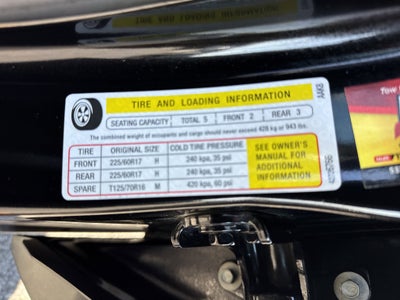 TIRE AND LOADING INFORMATION
SEATING CAPACITY TOTAL 5 FRONT 2 REAR 3
The combined weight of occupants and cargo should never exceed 428 kg or 943 lbs.
TIRE ORIGINAL SIZE COLD TIRE PRESSURE
FRONT 225/60R17 H 240 kpa, 35 psi
REAR 225/60R17 H 240 kpa, 35 psi
SPARE T125/70R16 M 420 kpa, 60 psi
SEE OWNER'S
MANUAL FOR
ADDITIONAL
INFORMATION
Tow